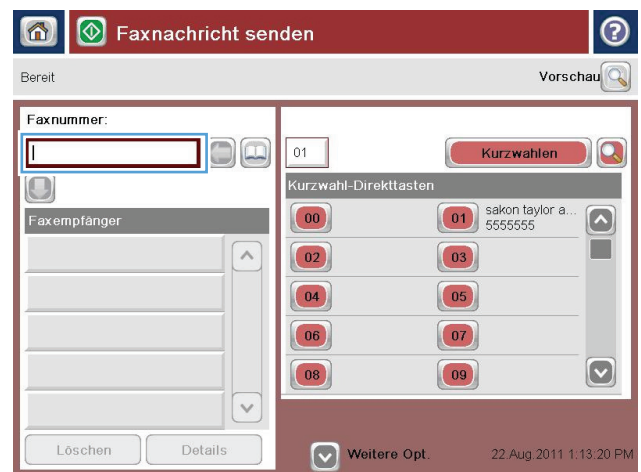 Faxnachricht senden
Bereit
Vorschau
Faxnummer:
01
Kurzwahlen
Kurzwahl-Direkttasten
Faxempfänger
00
01
sakon taylor a...
5555555
02
03
04
05
06
07
08
09
Löschen
Details
Weitere Opt.
22.Aug.2011 1:13:20 PM